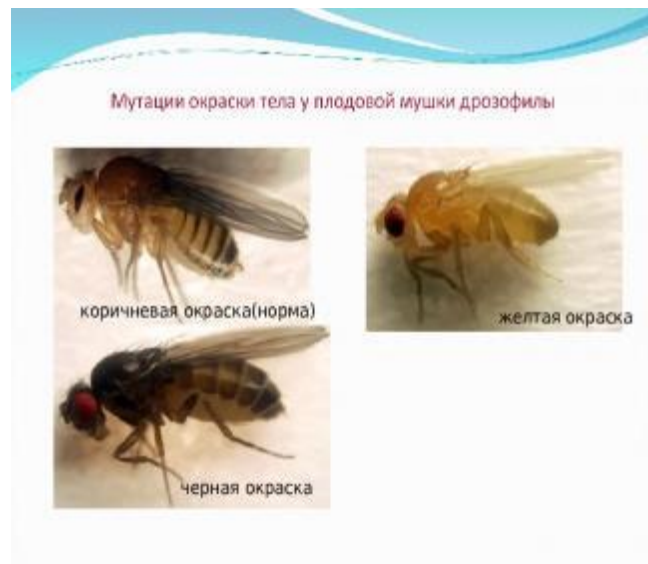 Мутации окраски тела у плодовой мушки дрозофилы
коричневая окраска(норма)
желтая окраска
черная окраска